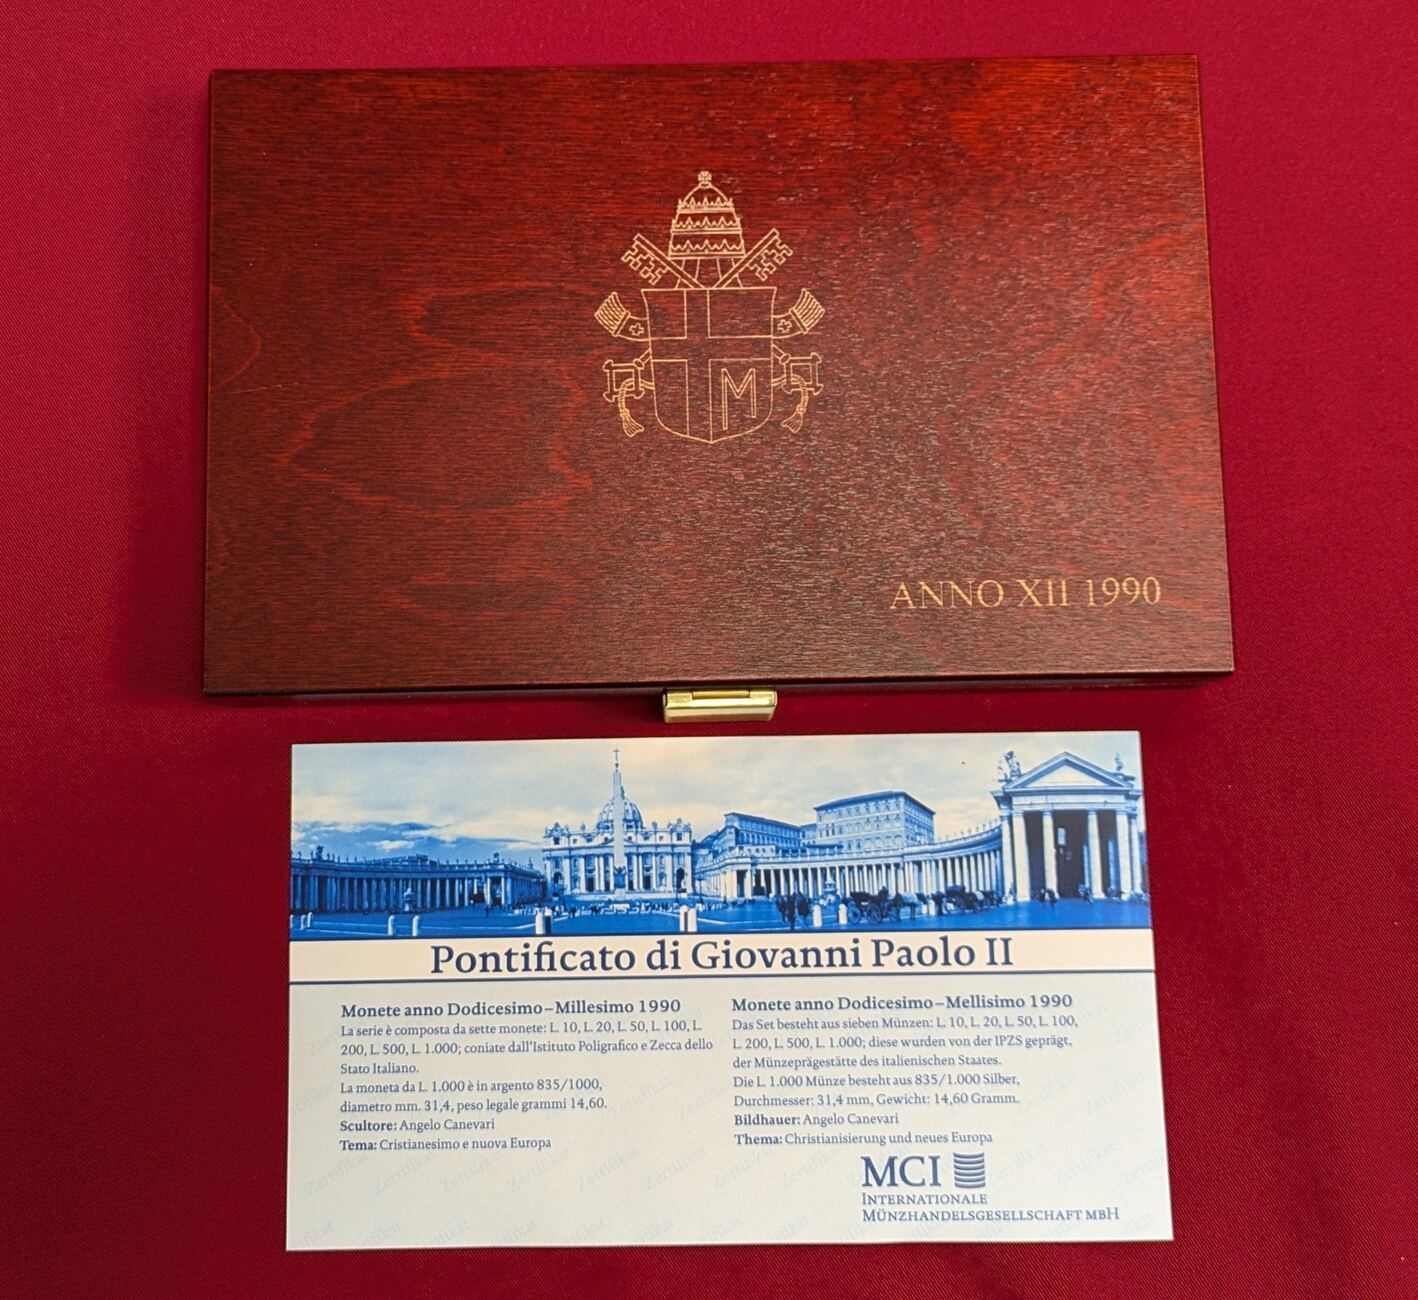 M
ANNO XII 1990
Pontificato di Giovanni Paolo II
Monete anno Dodicesimo – Millesimo 1990
La serie è composta da sette monete: L. 10, L. 20, L. 50, L. 100, L.
200, L. 500, L. 1.000; coniate dall'Istituto Poligrafico e Zecca dello
Stato Italiano.
La moneta da L. 1.000 è in argento 835/1000,
diametro mm. 31,4, peso legale grammi 14,60.
Scultore: Angelo Canevari
Tema: Cristianesimo e nuova Europa
Monete anno Dodicesimo – Mellisimo 1990
Das Set besteht aus sieben Münzen: L. 10, L. 20, L. 50, L. 100,
L. 200, L. 500, L. 1.000; diese wurden von der IPZS geprägt,
der Münzeprägestätte des italienischen Staates.
Die L. 1.000 Münze besteht aus 835/1.000 Silber,
Durchmesser: 31,4 mm, Gewicht: 14,60 Gramm.
Bildhauer: Angelo Canevari
Thema: Christianisierung und neues Europa
MCI
INTERNATIONALE
MÜNZHANDELSGESELLSCHAFT MBH
Zertifikat